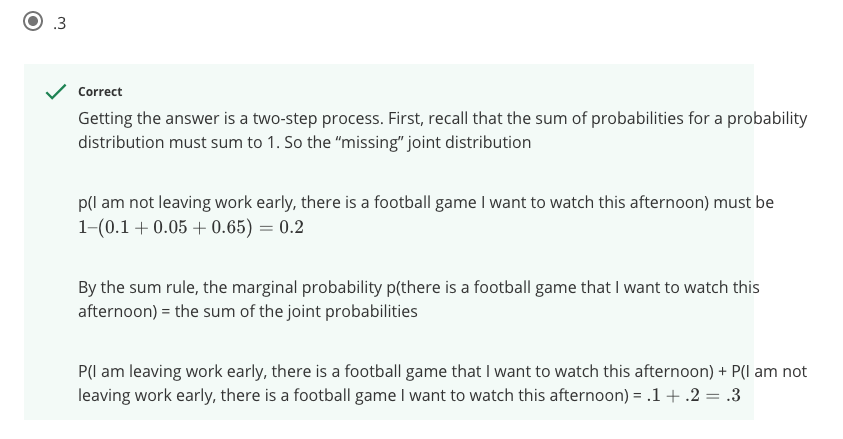 .3
Correct
Getting the answer is a two-step process. First, recall that the sum of probabilities for a probability
distribution must sum to 1. So the “missing” joint distribution
p(I am not leaving work early, there is a football game I want to watch this afternoon) must be
1–(0.1 + 0.05 + 0.65) = 0.2
By the sum rule, the marginal probability p(there is a football game that I want to watch this
afternoon) = the sum of the joint probabilities
P(I am leaving work early, there is a football game that I want to watch this afternoon) + P(I am not
leaving work early, there is a football game I want to watch this afternoon) = .1 + .2 = .3